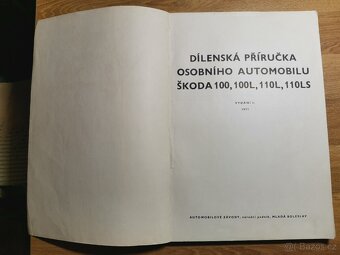 DÍLENSKÁ PŘÍRUČKA
OSOBNÍHO AUTOMOBILU
ŠKODA 100, 100L, 110L, 110LS
AUTOMOBILOVÉ ZÁVODY, národní podnik, MLADÁ BOLESLAV